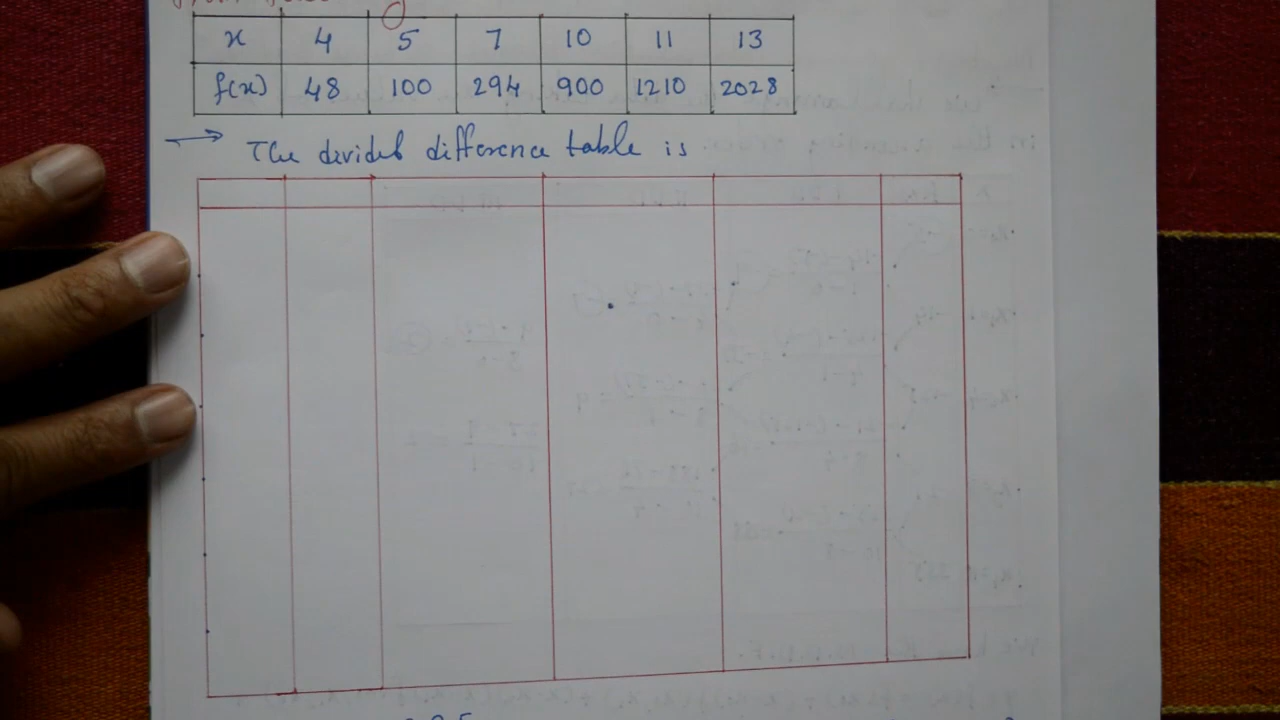 x 4 5 7 10 11 13
f(x) 48 100 294 900 1210 2028
→ The divided difference table is